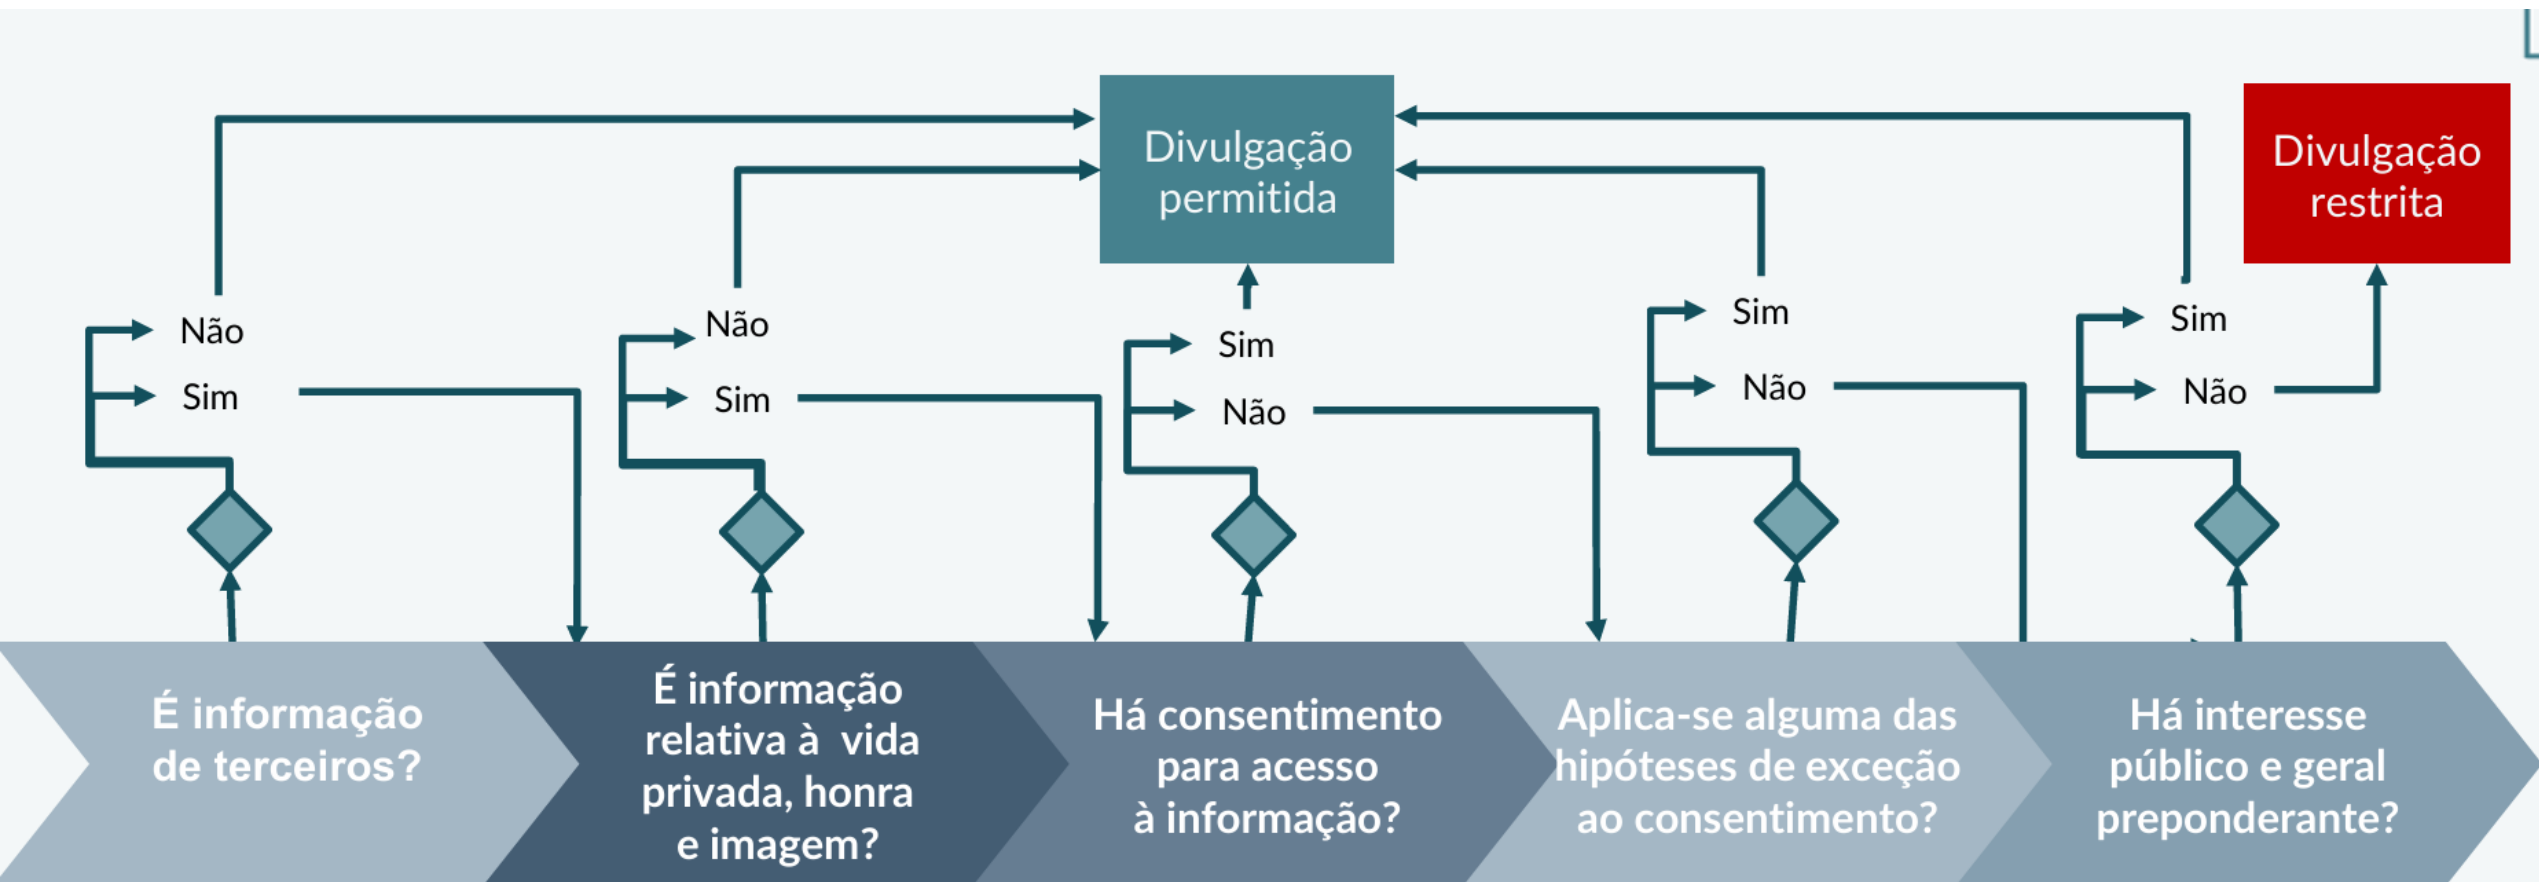 Divulgação
permitida
Divulgação
restrita
Não
Sim
Não
Sim
Sim
Não
Sim
Não
Sim
Não
É informação
de terceiros?
É informação
relativa à vida
privada, honra
e imagem?
Há consentimento
para acesso
à informação?
Aplica-se alguma das
hipóteses de exceção
ao consentimento?
Há interesse
público e geral
preponderante?